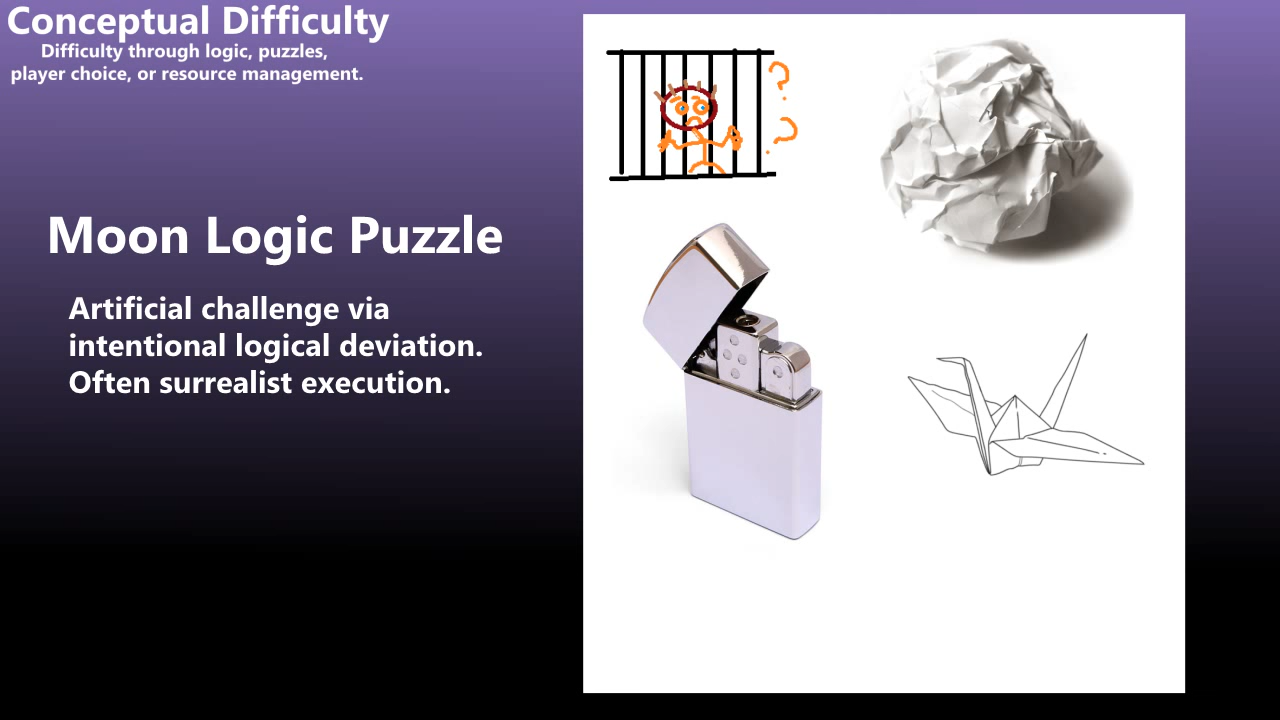 Conceptual Difficulty
Difficulty through logic, puzzles,
player choice, or resource management.
Moon Logic Puzzle
Artificial challenge via
intentional logical deviation.
Often surrealist execution.
? ?